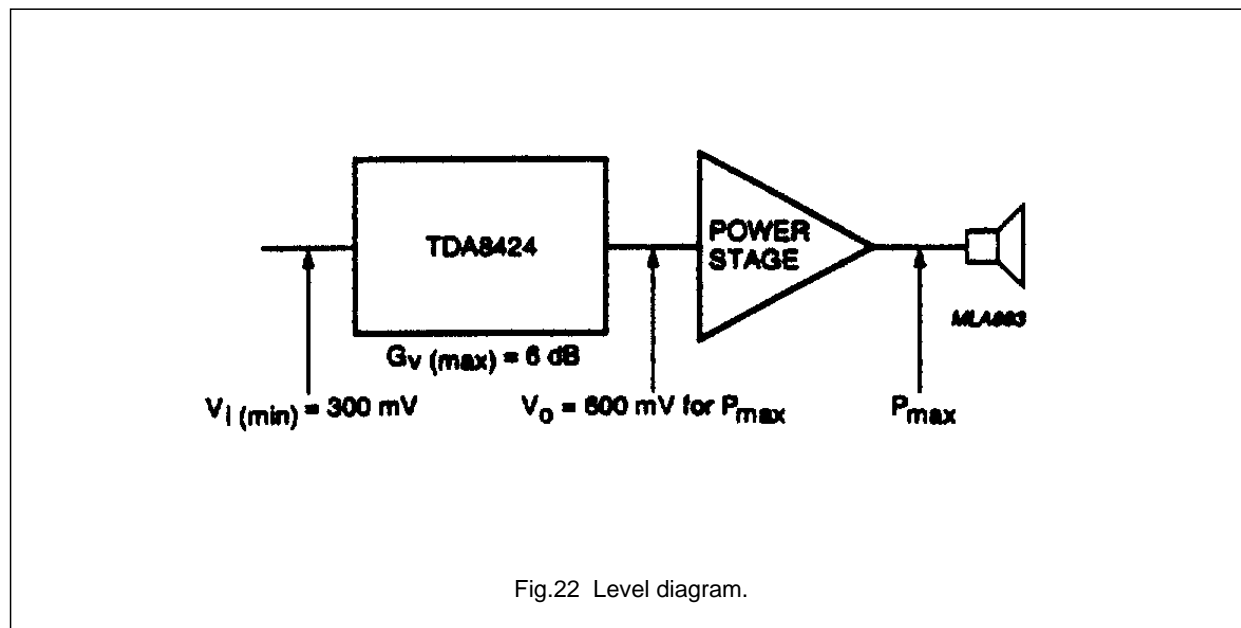 TDA8424
POWER
STAGE
MLA663
Gv (max) = 6 dB
VI (min) = 300 mV
Vo = 600 mV for Pmax
Pmax
Fig.22 Level diagram.